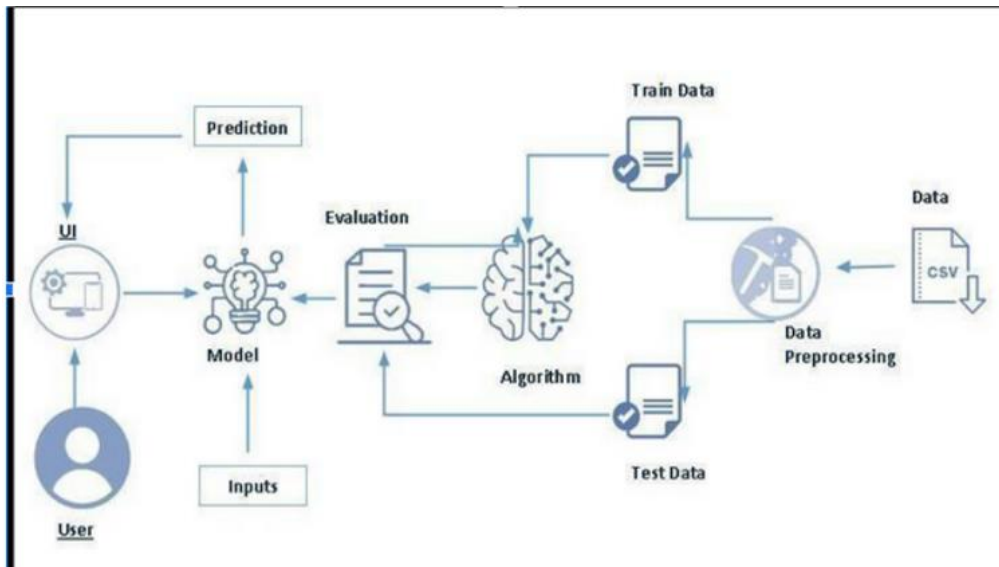 Train Data
Prediction
Data
Evaluation
UI
CSV
Model
Data
Preprocessing
Algorithm
Inputs
Test Data
User